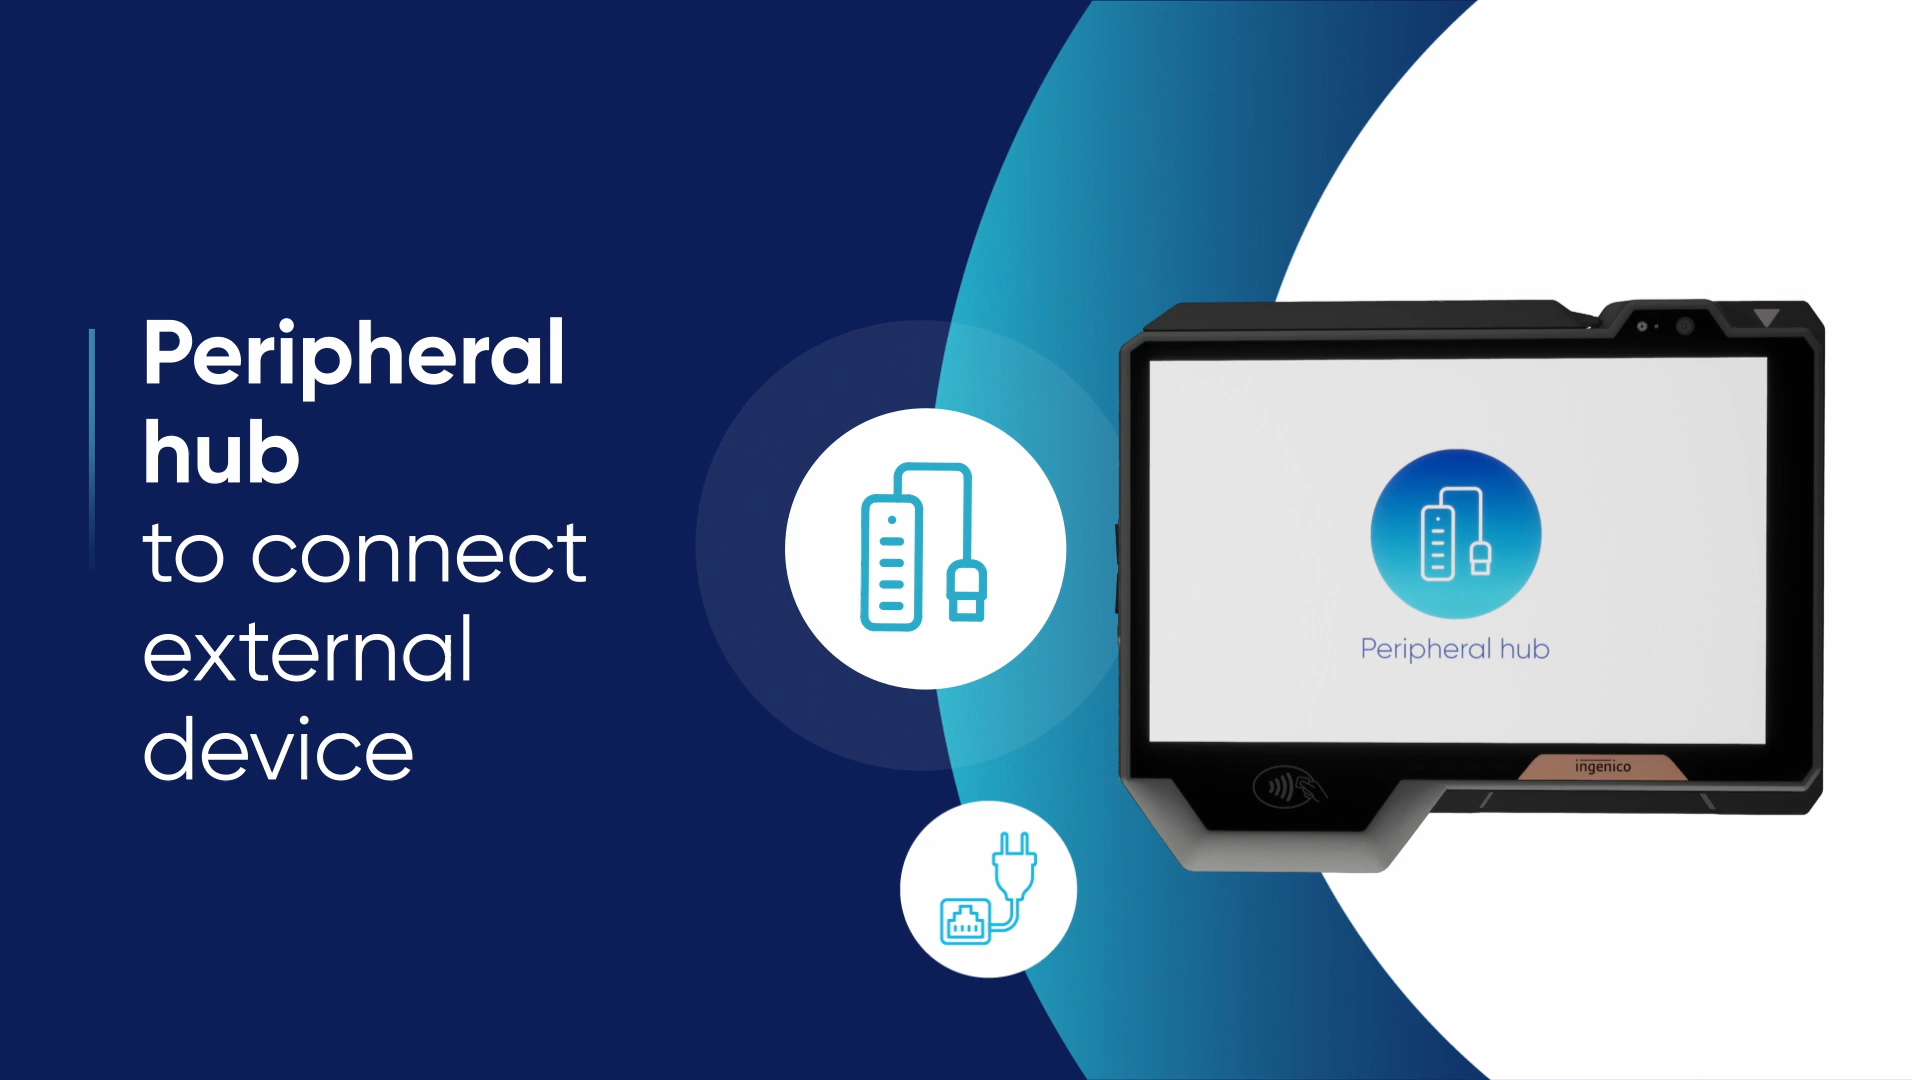 Peripheral
hub
to connect
external
device
Peripheral hub
ingenico